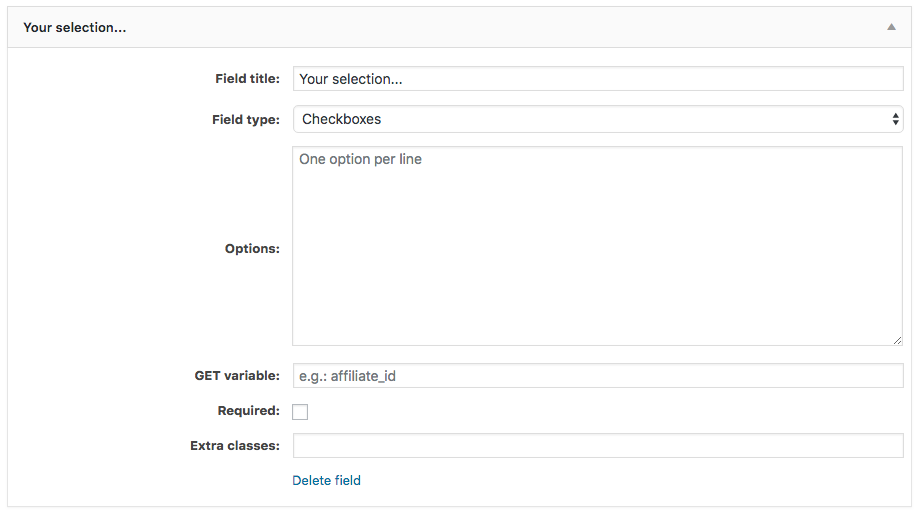 Your selection...
Field title: Your selection...
Field type: Checkboxes
One option per line
Options:
GET variable: e.g.: affiliate_id
Required:
Extra classes:
Delete field